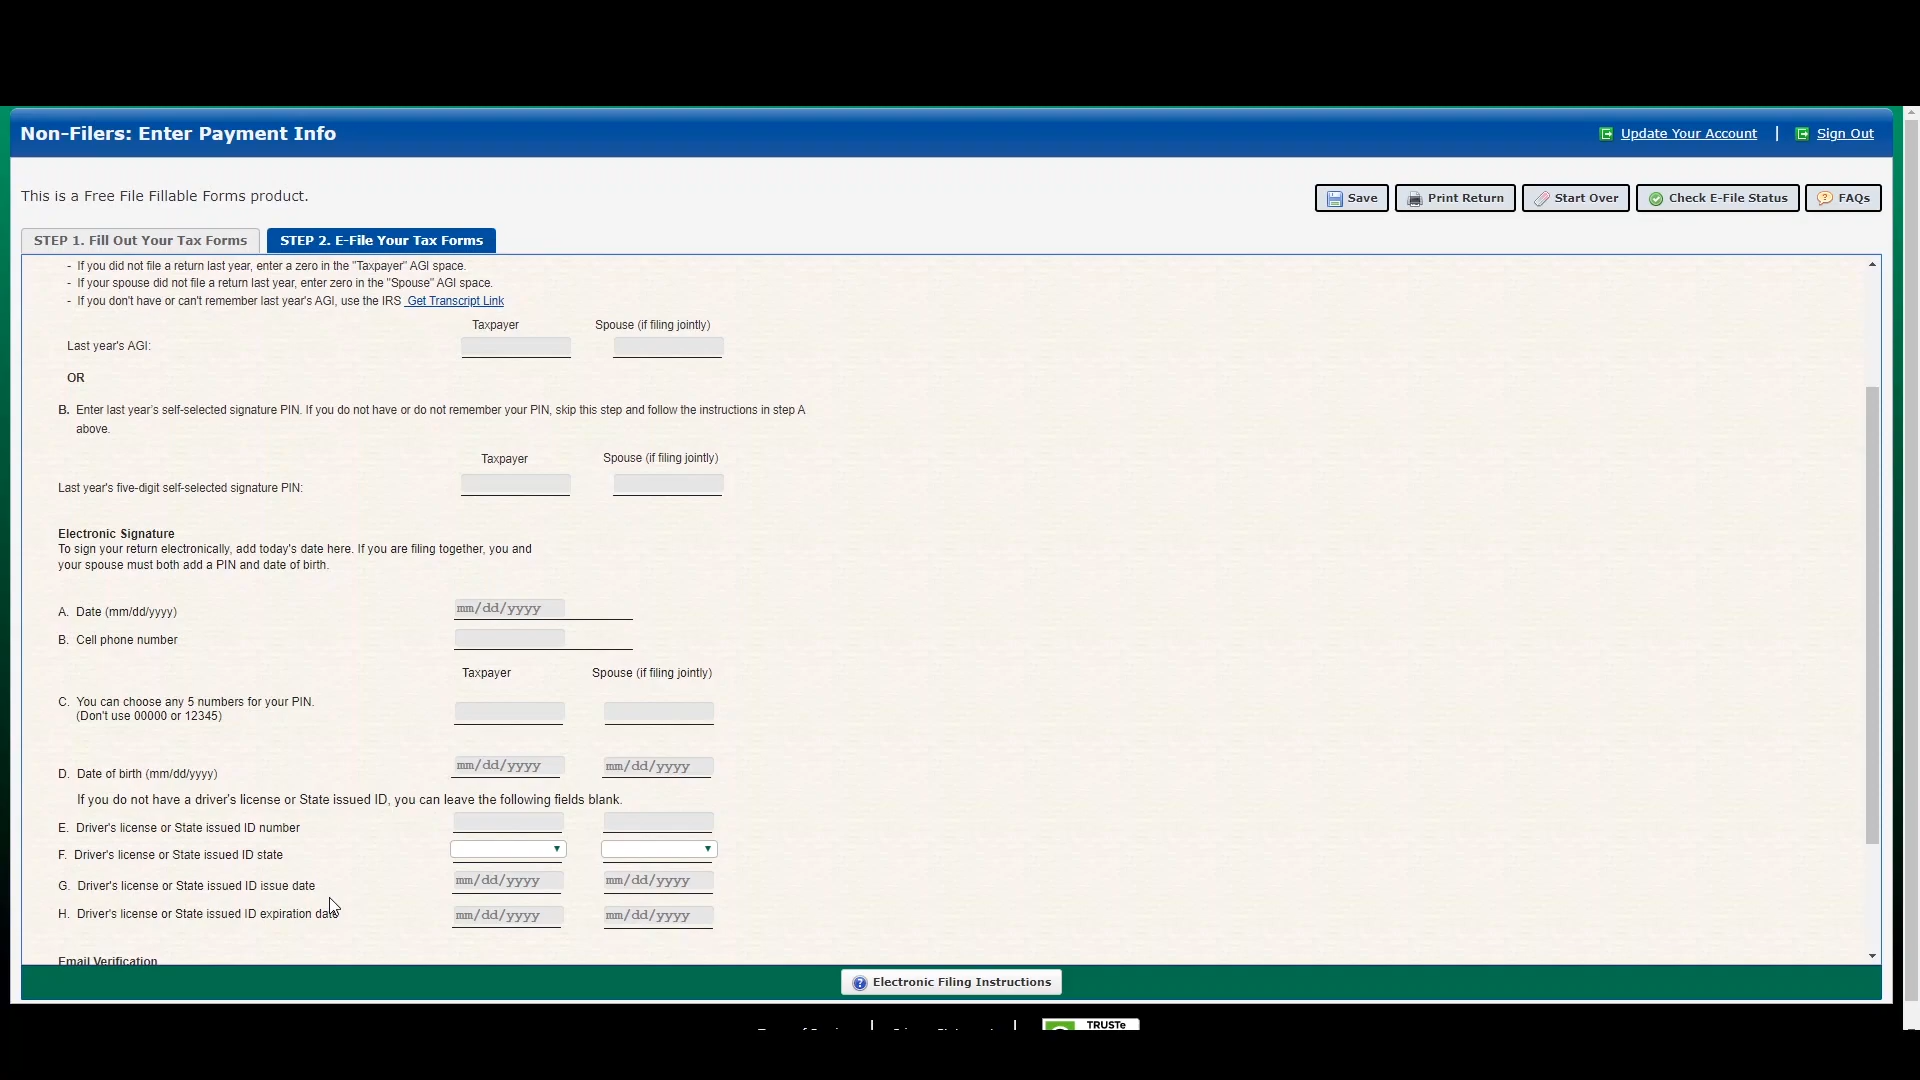 Non-Filers: Enter Payment Info
Update Your Account | Sign Out
This is a Free File Fillable Forms product.
Save Print Return Start Over Check E-File Status FAQs
STEP 1. Fill Out Your Tax Forms STEP 2. E-File Your Tax Forms
- If you did not file a return last year, enter a zero in the "Taxpayer" AGI space.
- If your spouse did not file a return last year, enter zero in the "Spouse" AGI space.
- If you don't have or can't remember last year's AGI, use the IRS Get Transcript Link
Taxpayer Spouse (if filing jointly)
Last year's AGI:
OR
B. Enter last year's self-selected signature PIN. If you do not have or do not remember your PIN, skip this step and follow the instructions in step A
above.
Taxpayer Spouse (if filing jointly)
Last year's five-digit self-selected signature PIN:
Electronic Signature
To sign your return electronically, add today's date here. If you are filing together, you and
your spouse must both add a PIN and date of birth.
A. Date (mm/dd/yyyy) mm/dd/yyyy
B. Cell phone number
Taxpayer Spouse (if filing jointly)
C. You can choose any 5 numbers for your PIN.
(Don't use 00000 or 12345)
D. Date of birth (mm/dd/yyyy) mm/dd/yyyy mm/dd/yyyy
If you do not have a driver's license or State issued ID, you can leave the following fields blank.
E. Driver's license or State issued ID number
F. Driver's license or State issued ID state
G. Driver's license or State issued ID issue date mm/dd/yyyy mm/dd/yyyy
H. Driver's license or State issued ID expiration date mm/dd/yyyy mm/dd/yyyy
Email Verification
Electronic Filing Instructions
TRUSTe